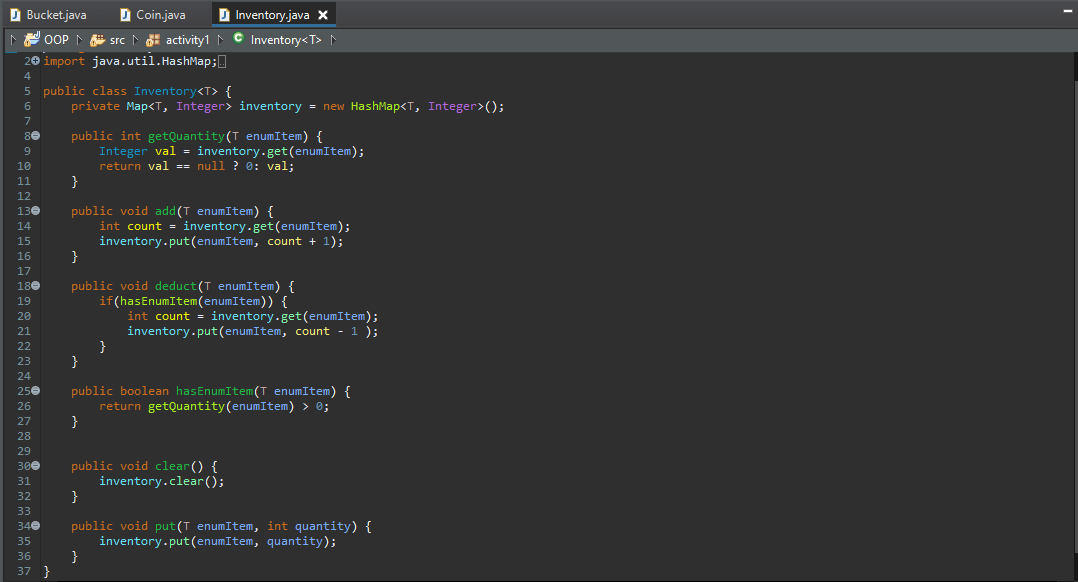 Bucket.java Coin.java Inventory.java
OOP src activity1 Inventory<T>
2 import java.util.HashMap;
4
5 public class Inventory<T> {
6     private Map<T, Integer> inventory = new HashMap<T, Integer>();
7
8     public int getQuantity(T enumItem) {
9         Integer val = inventory.get(enumItem);
10         return val == null ? 0: val;
11     }
12
13     public void add(T enumItem) {
14         int count = inventory.get(enumItem);
15         inventory.put(enumItem, count + 1);
16     }
17
18     public void deduct(T enumItem) {
19         if(hasEnumItem(enumItem)) {
20             int count = inventory.get(enumItem);
21             inventory.put(enumItem, count - 1 );
22         }
23     }
24
25     public boolean hasEnumItem(T enumItem) {
26         return getQuantity(enumItem) > 0;
27     }
28
29
30     public void clear() {
31         inventory.clear();
32     }
33
34     public void put(T enumItem, int quantity) {
35         inventory.put(enumItem, quantity);
36     }
37 }